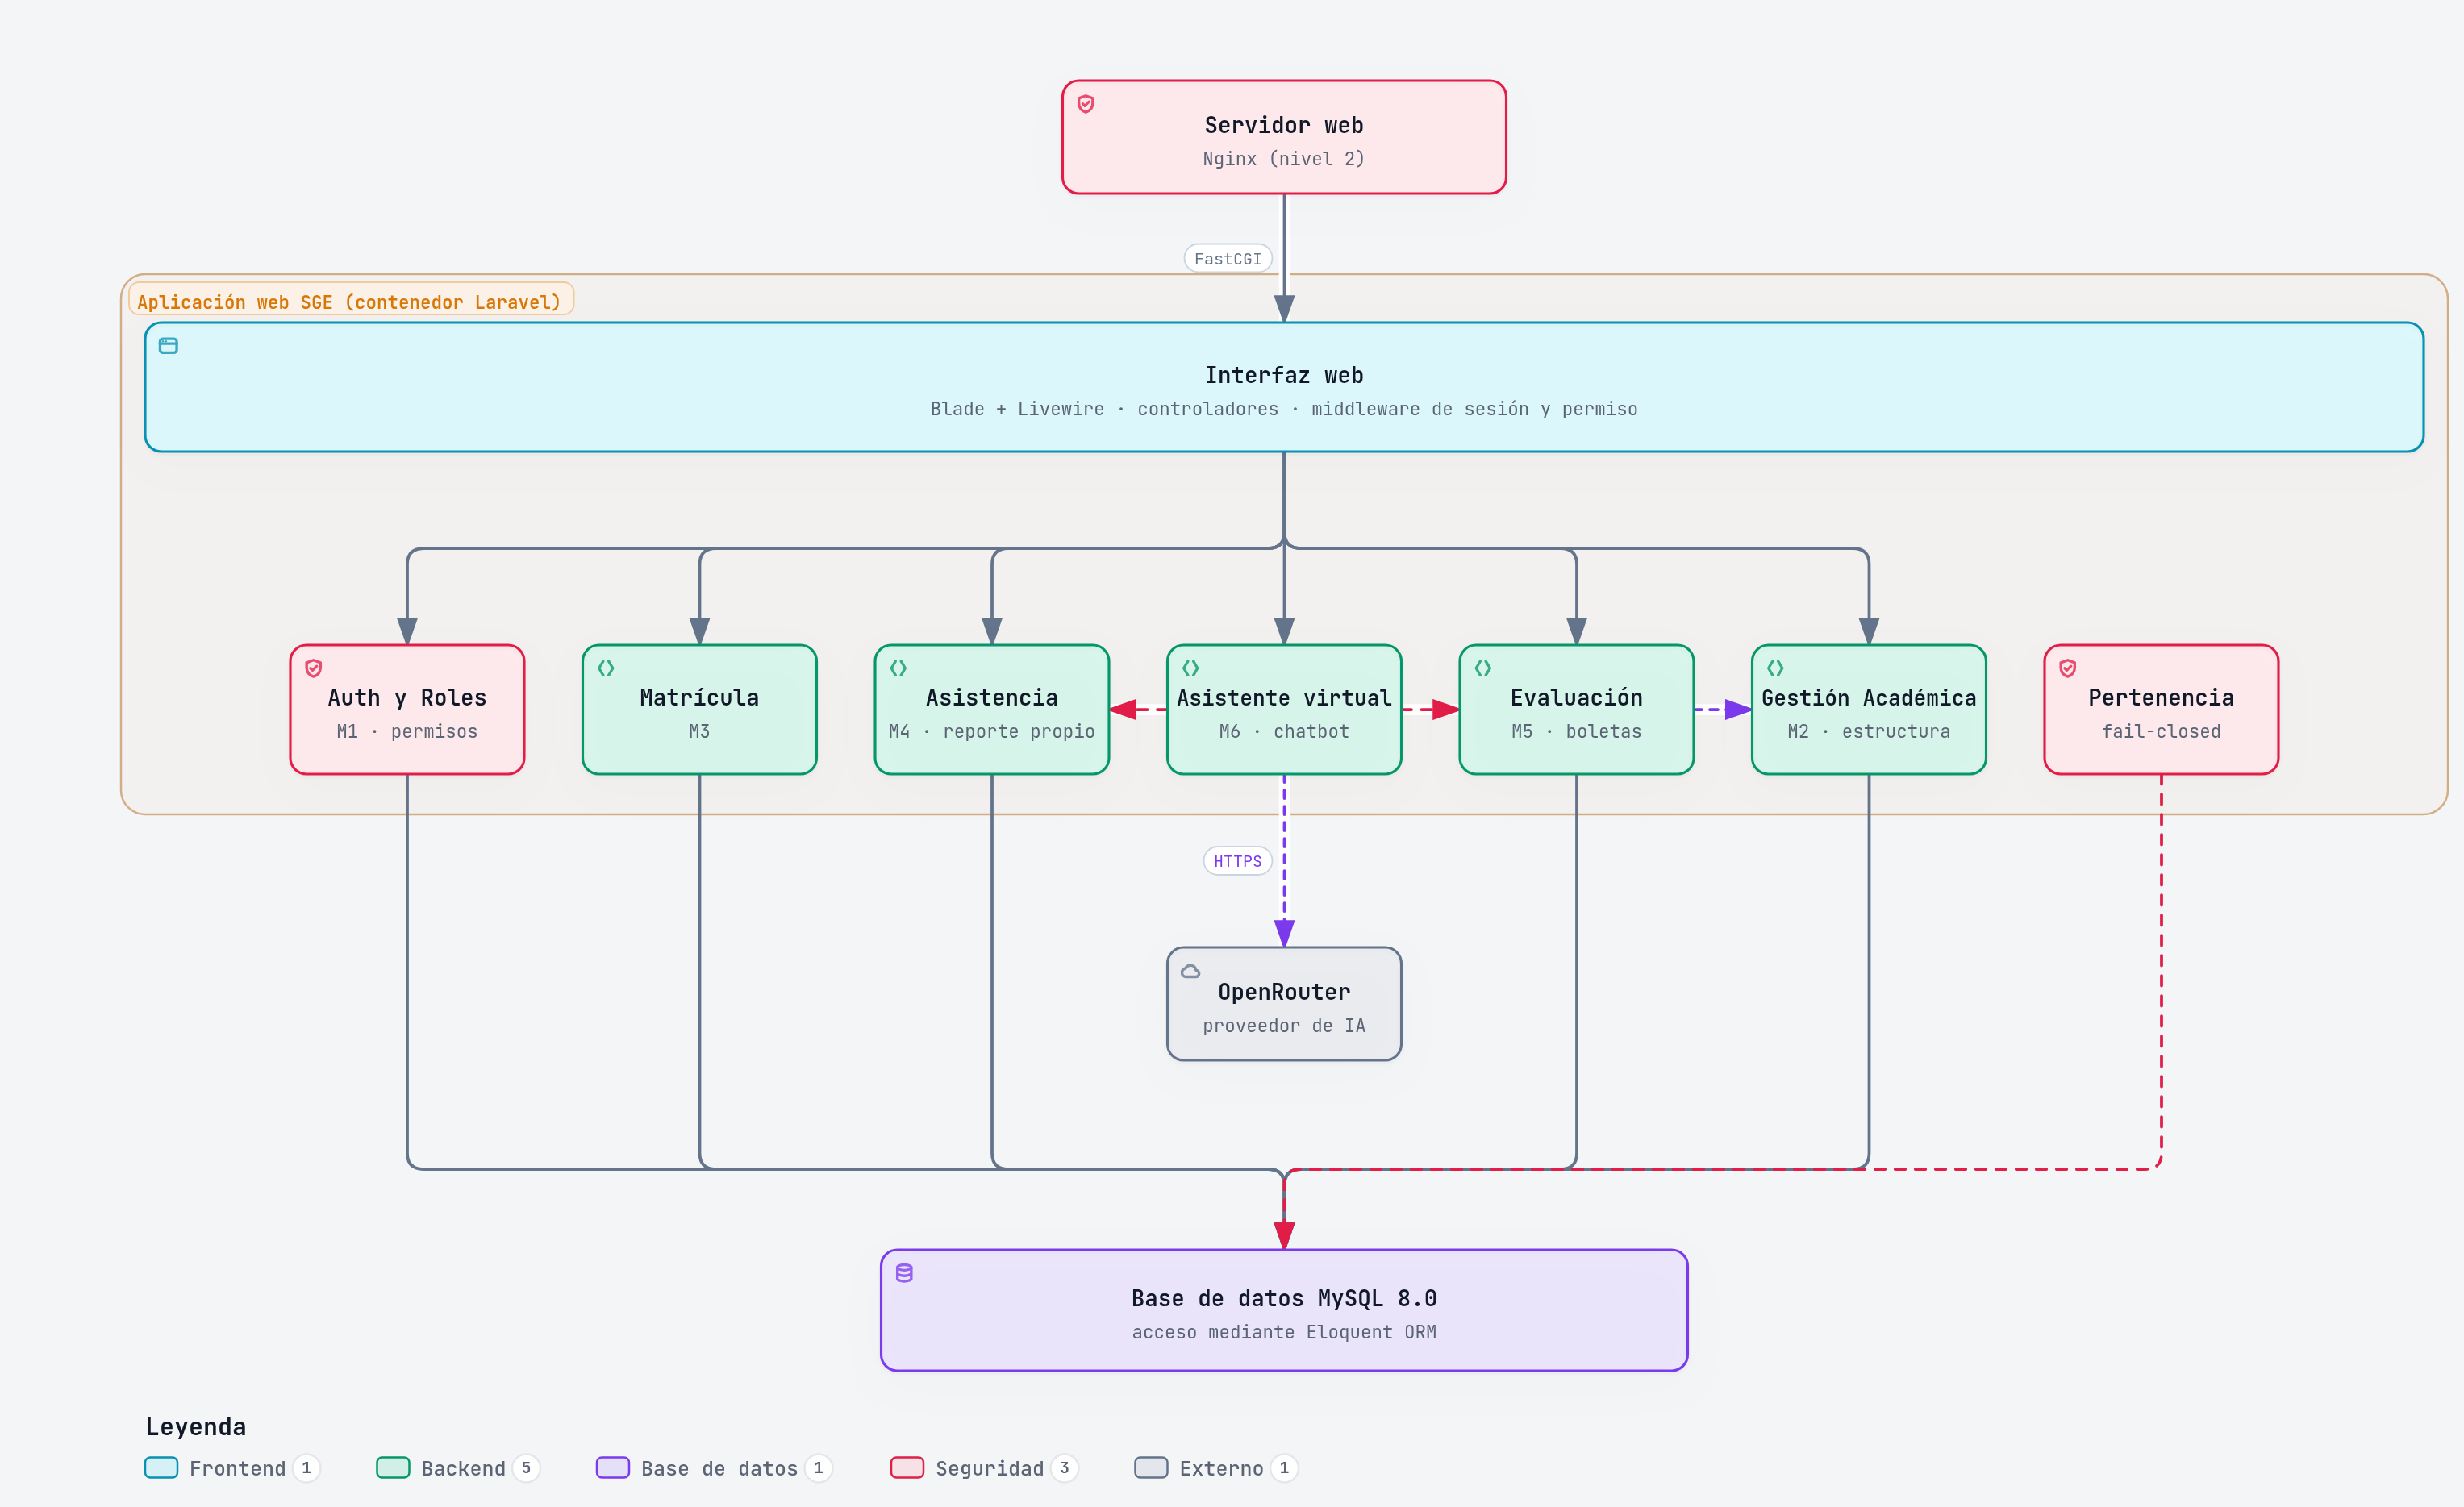 Servidor web
Nginx (nivel 2)
FastCGI
Aplicación web SGE (contenedor Laravel)
Interfaz web
Blade + Livewire · controladores · middleware de sesión y permiso
Auth y Roles
M1 · permisos
Matrícula
M3
Asistencia
M4 · reporte propio
Asistente virtual
M6 · chatbot
Evaluación
M5 · boletas
Gestión Académica
M2 · estructura
Pertenencia
fail-closed
HTTPS
OpenRouter
proveedor de IA
Base de datos MySQL 8.0
acceso mediante Eloquent ORM
Leyenda
Frontend 1
Backend 5
Base de datos 1
Seguridad 3
Externo 1